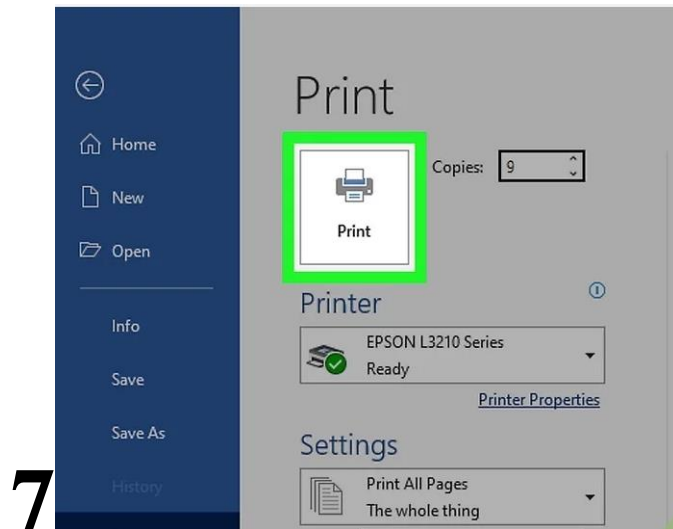 Print
Home
Copies: 9
New
Print
Open
Printer
Info
EPSON L3210 Series
Ready
Save
Printer Properties
Save As
Settings
History
Print All Pages
The whole thing
7